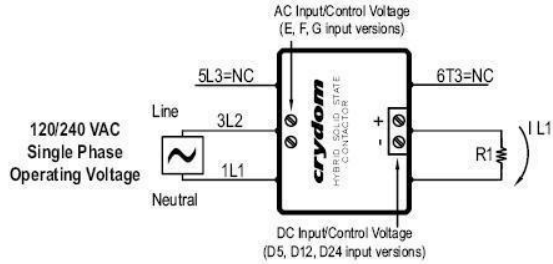 AC Input/Control Voltage
(E, F, G input versions)
5L3=NC
6T3=NC
120/240 VAC
Single Phase
Operating Voltage
Line
3L2
1L1
Neutral
crydom
HYBRID SOLID STATE
CONTACTOR
+
-
R1
I L1
DC Input/Control Voltage
(D5, D12, D24 input versions)